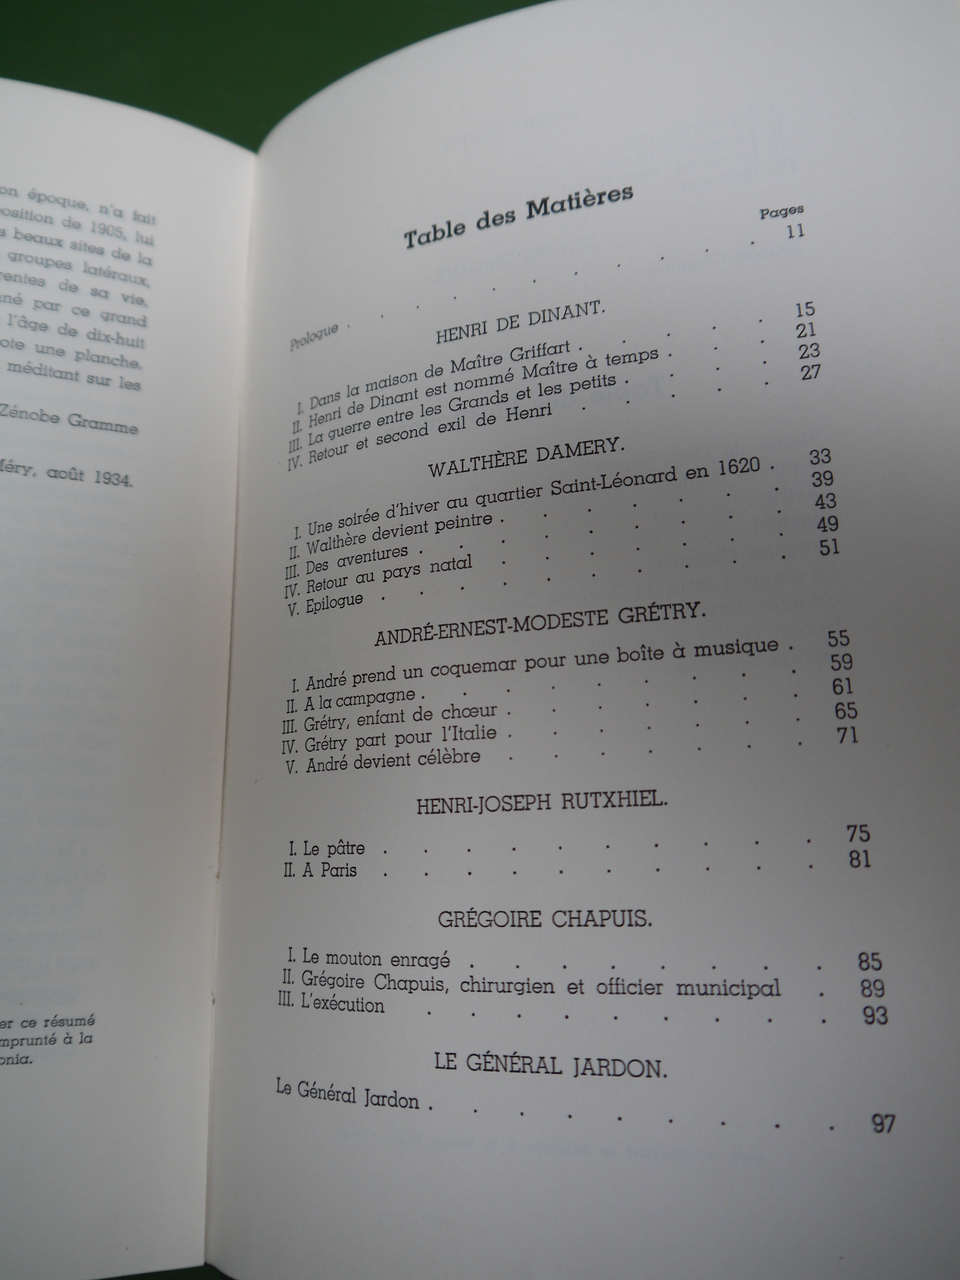 on époque, n'a fait
position de 1905, lui
s beaux sites de la
groupes latéraux,
rentes de sa vie,
né par ce grand
l'âge de dix-huit
ote une planche,
méditant sur les
Zénobe Gramme
Méry, août 1934.
er ce résumé
mprunté à la
onia.
Table des Matières
Pages
Prologue . . . . . . . . . . 11
HENRI DE DINANT.
I. Dans la maison de Maître Griffart . . . . . 15
II. Henri de Dinant est nommé Maître à temps . . . 21
III. La guerre entre les Grands et les petits . . . . 23
IV. Retour et second exil de Henri . . . . . 27
WALTHÈRE DAMERY.
I. Une soirée d'hiver au quartier Saint-Léonard en 1620 . 33
II. Walthère devient peintre . . . . . . . 39
III. Des aventures . . . . . . . . . 43
IV. Retour au pays natal . . . . . . . 49
V. Epilogue . . . . . . . . . . 51
ANDRÉ-ERNEST-MODESTE GRÉTRY.
I. André prend un coquemar pour une boîte à musique . 55
II. A la campagne . . . . . . . . . 59
III. Grétry, enfant de chœur . . . . . . . 61
IV. Grétry part pour l'Italie . . . . . . . 65
V. André devient célèbre . . . . . . . 71
HENRI-JOSEPH RUTXHIEL.
I. Le pâtre . . . . . . . . . . 75
II. A Paris . . . . . . . . . . 81
GRÉGOIRE CHAPUIS.
I. Le mouton enragé . . . . . . . . 85
II. Grégoire Chapuis, chirurgien et officier municipal . 89
III. L'exécution . . . . . . . . . 93
LE GÉNÉRAL JARDON.
Le Général Jardon . . . . . . . . . 97